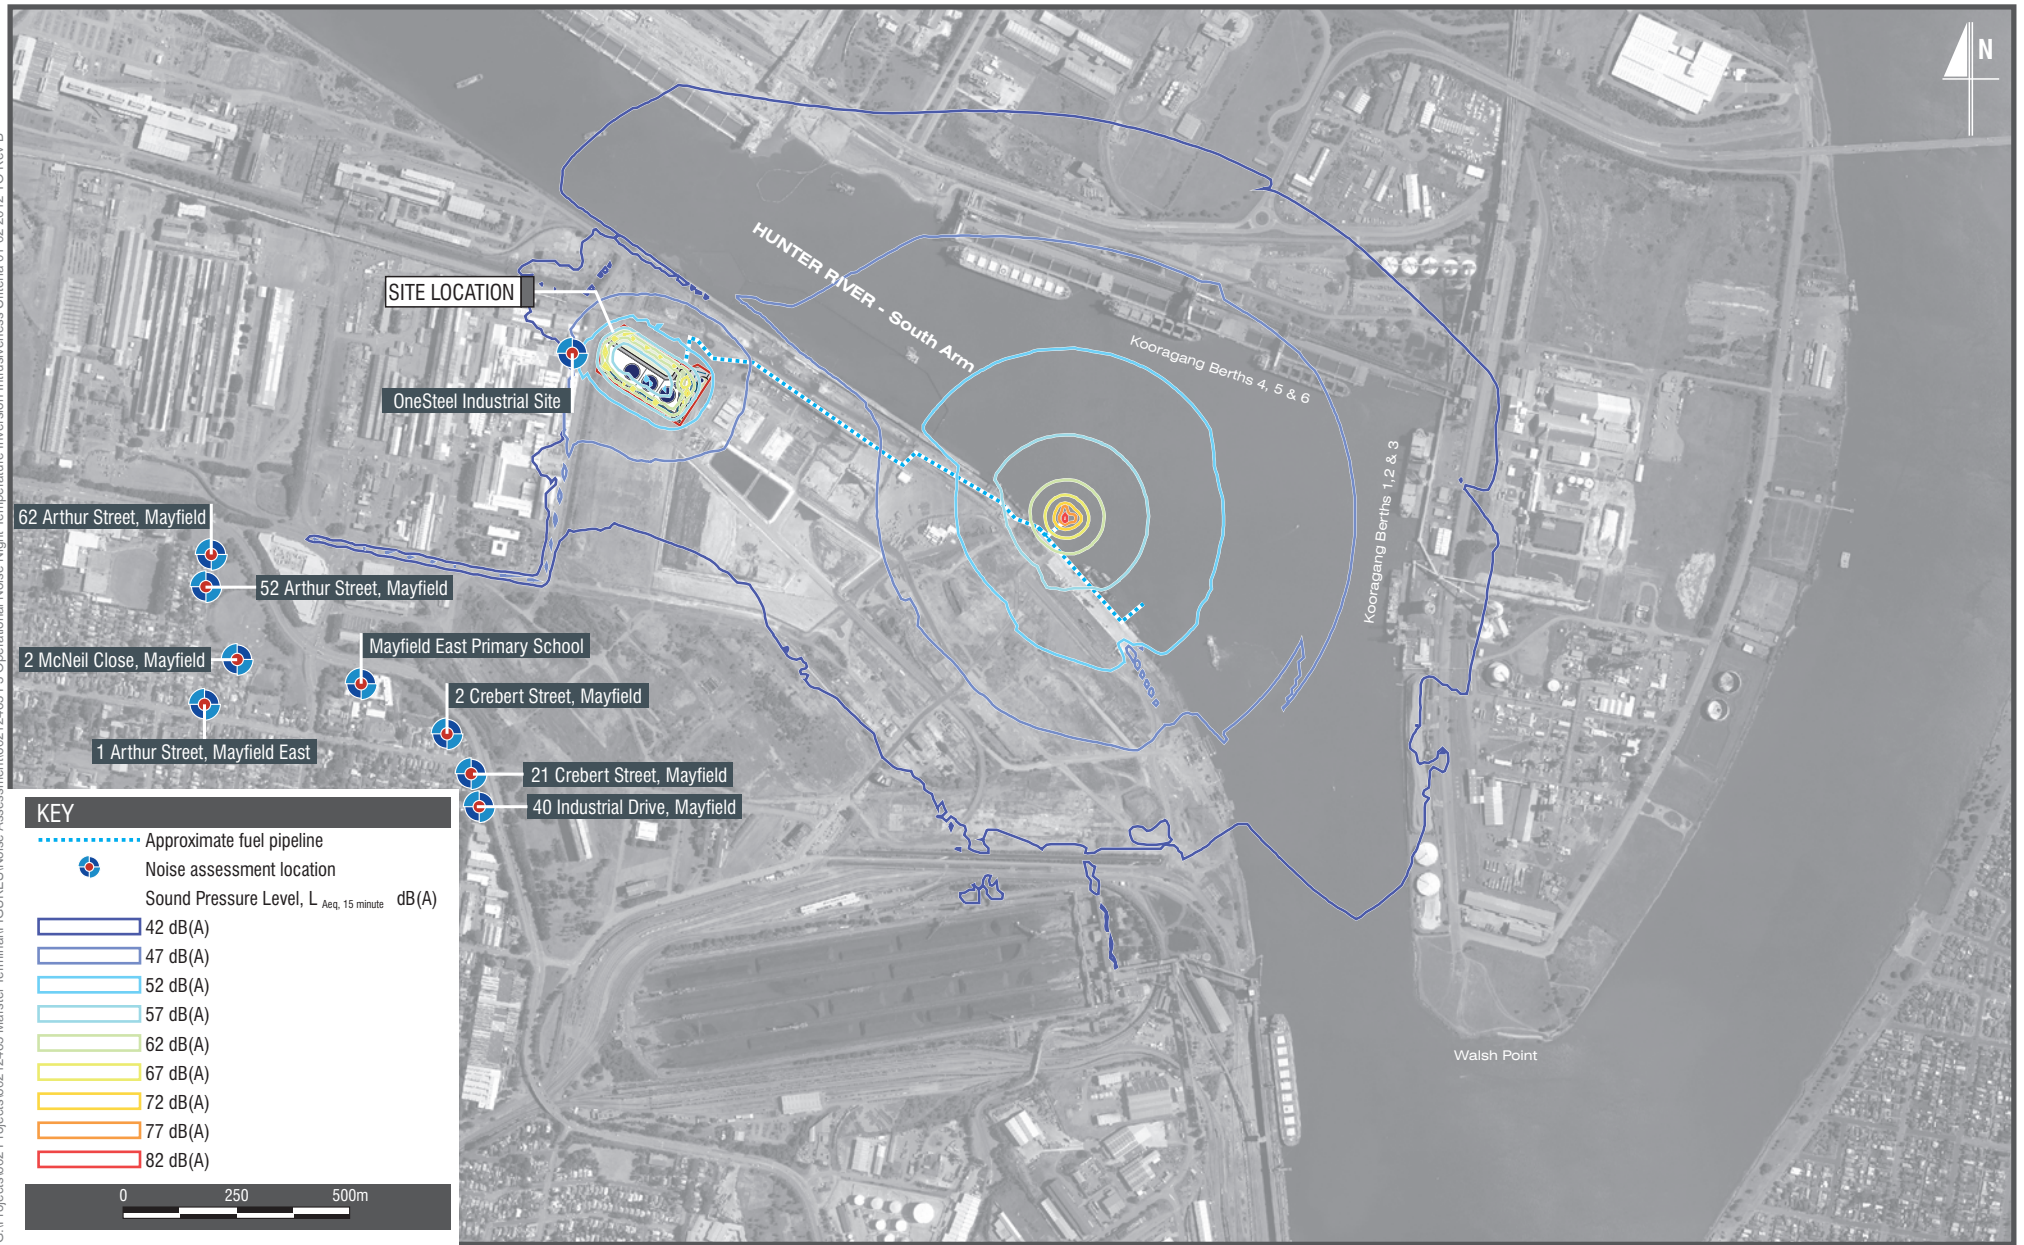 N
HUNTER RIVER - South Arm
SITE LOCATION
Kooragang Berths 4, 5 & 6
OneSteel Industrial Site
Kooragang Berths 1,2 & 3
62 Arthur Street, Mayfield
52 Arthur Street, Mayfield
Mayfield East Primary School
2 McNeil Close, Mayfield
2 Crebert Street, Mayfield
1 Arthur Street, Mayfield East
21 Crebert Street, Mayfield
40 Industrial Drive, Mayfield
KEY
Approximate fuel pipeline
Noise assessment location
Sound Pressure Level, L Aeq, 15 minute dB(A)
42 dB(A)
47 dB(A)
52 dB(A)
57 dB(A)
62 dB(A)
67 dB(A)
72 dB(A)
77 dB(A)
82 dB(A)
0 250 500m
Walsh Point